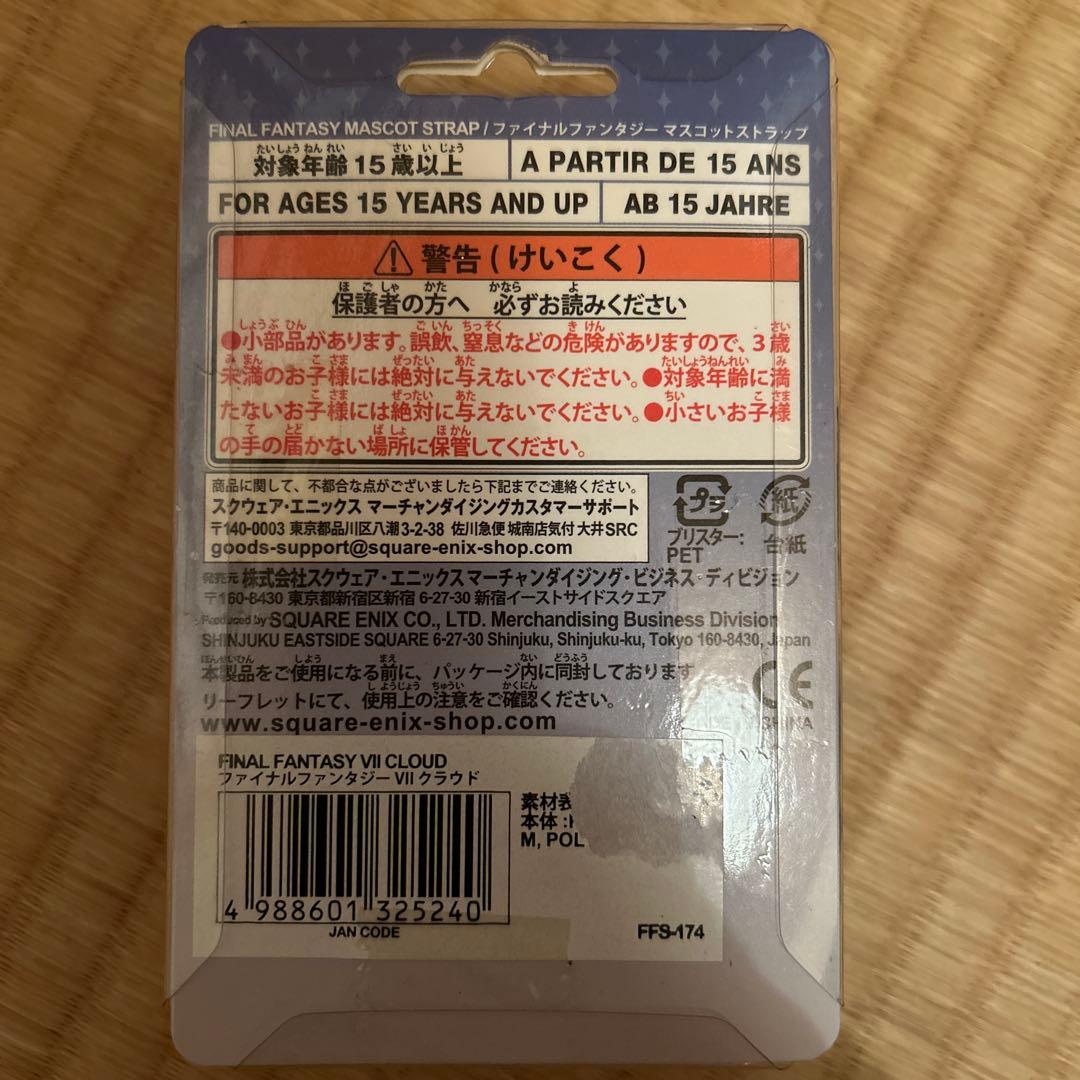 FINAL FANTASY MASCOT STRAP / ファイナルファンタジー マスコットストラップ
たいしょう ねん れい さい い じょう
対象年齢 15 歳以上
A PARTIR DE 15 ANS
FOR AGES 15 YEARS AND UP
AB 15 JAHRE
⚠ 警告 ( けいこく )
ほ ご しゃ かた かなら よ
保護者の方へ 必ずお読みください
しょうぶ ひん ご いん ちっそく き けん さい
●小部品があります。誤飲、窒息などの危険がありますので、3歳
み まん こ さま ぜったい あた たいしょうねんれい み
未満のお子様には絶対に与えないでください。●対象年齢に満
こ さま ぜったい あた ちい こ さま
たないお子様には絶対に与えないでください。●小さいお子様
て とど ば しょ ほ かん
の手の届かない場所に保管してください。
商品に関して、不都合な点がございましたら下記までご連絡ください。
スクウェア・エニックス マーチャンダイジングカスタマーサポート
〒140-0003 東京都品川区八潮3-2-38 佐川急便 城南店気付 大井SRC
goods-support@square-enix-shop.com
プラ
ブリスター:
PET
紙
台紙
発売元 株式会社スクウェア・エニックス マーチャンダイジング・ビジネス・ディビジョン
〒160-8430 東京都新宿区新宿 6-27-30 新宿イーストサイドスクエア
Produced by SQUARE ENIX CO., LTD. Merchandising Business Division
SHINJUKU EASTSIDE SQUARE 6-27-30 Shinjuku, Shinjuku-ku, Tokyo 160-8430, Japan
ほんせいひん しよう まえ ない どうふう
本製品をご使用になる前に、パッケージ内に同封しております
しようじょう ちゅうい かくにん
リーフレットにて、使用上の注意をご確認ください。
www.square-enix-shop.com
CE
CHINA
FINAL FANTASY VII CLOUD
ファイナルファンタジー VII クラウド
素材
本体 :
M, POL
4 988601 325240
JAN CODE
FFS-174